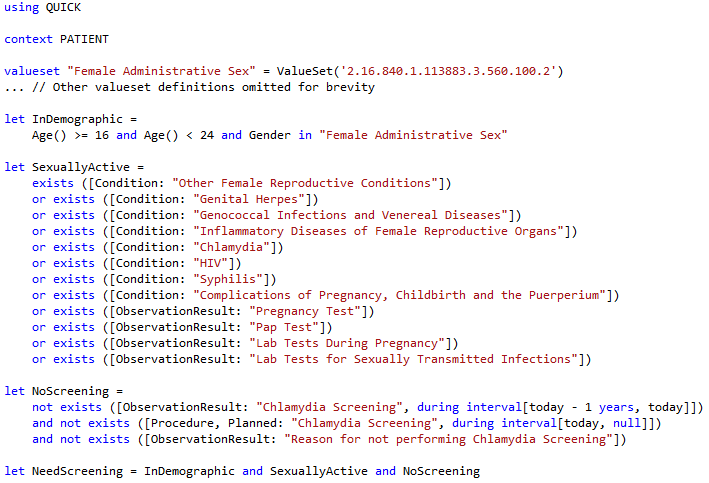 using QUICK
context PATIENT
valueset "Female Administrative Sex" = ValueSet('2.16.840.1.113883.3.560.100.2')
... // Other valueset definitions omitted for brevity
let InDemographic =
Age() >= 16 and Age() < 24 and Gender in "Female Administrative Sex"
let SexuallyActive =
exists ([Condition: "Other Female Reproductive Conditions"])
or exists ([Condition: "Genital Herpes"])
or exists ([Condition: "Genococcal Infections and Venereal Diseases"])
or exists ([Condition: "Inflammatory Diseases of Female Reproductive Organs"])
or exists ([Condition: "Chlamydia"])
or exists ([Condition: "HIV"])
or exists ([Condition: "Syphilis"])
or exists ([Condition: "Complications of Pregnancy, Childbirth and the Puerperium"])
or exists ([ObservationResult: "Pregnancy Test"])
or exists ([ObservationResult: "Pap Test"])
or exists ([ObservationResult: "Lab Tests During Pregnancy"])
or exists ([ObservationResult: "Lab Tests for Sexually Transmitted Infections"])
let NoScreening =
not exists ([ObservationResult: "Chlamydia Screening", during interval[today - 1 years, today]])
and not exists ([Procedure, Planned: "Chlamydia Screening", during interval[today, null]])
and not exists ([ObservationResult: "Reason for not performing Chlamydia Screening"])
let NeedScreening = InDemographic and SexuallyActive and NoScreening